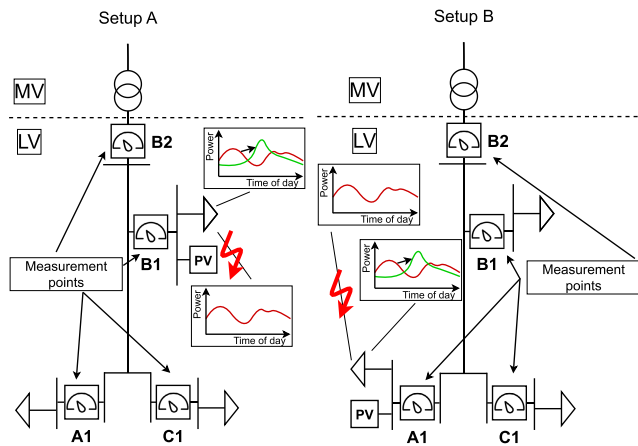 Setup A
Setup B
MV
MV
LV
B2
Power
Time of day
LV
B2
Power
Time of day
B1
PV
Measurement
points
Power
Time of day
Power
Time of day
B1
Measurement
points
A1
C1
PV
A1
C1